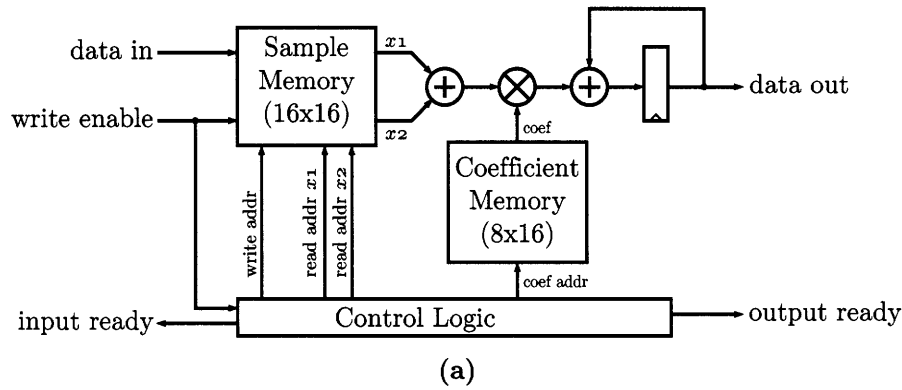 data in
write enable
Sample
Memory
(16x16)
x1
x2
+
×
+
data out
coef
Coefficient
Memory
(8x16)
write addr
read addr x1
read addr x2
coef addr
input ready
Control Logic
output ready
(a)